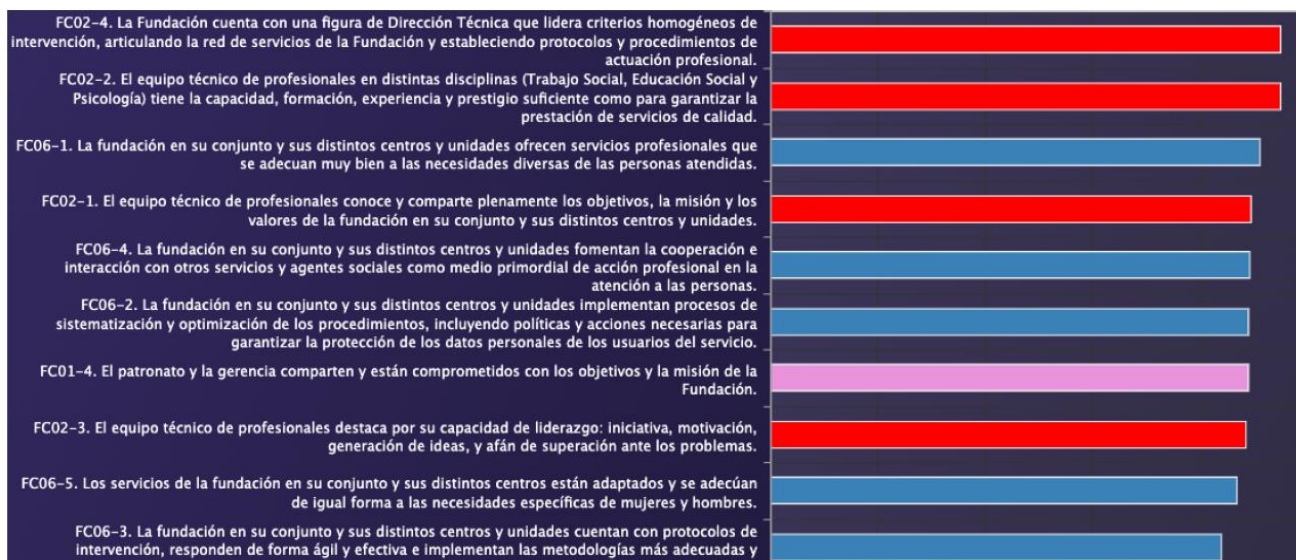 FC02-4. La Fundación cuenta con una figura de Dirección Técnica que lidera criterios homogéneos de
intervención, articulando la red de servicios de la Fundación y estableciendo protocolos y procedimientos de
actuación profesional.
FC02-2. El equipo técnico de profesionales en distintas disciplinas (Trabajo Social, Educación Social y
Psicología) tiene la capacidad, formación, experiencia y prestigio suficiente como para garantizar la
prestación de servicios de calidad.
FC06-1. La fundación en su conjunto y sus distintos centros y unidades ofrecen servicios profesionales que
se adecuan muy bien a las necesidades diversas de las personas atendidas.
FC02-1. El equipo técnico de profesionales conoce y comparte plenamente los objetivos, la misión y los
valores de la fundación en su conjunto y sus distintos centros y unidades.
FC06-4. La fundación en su conjunto y sus distintos centros y unidades fomentan la cooperación e
interacción con otros servicios y agentes sociales como medio primordial de acción profesional en la
atención a las personas.
FC06-2. La fundación en su conjunto y sus distintos centros y unidades implementan procesos de
sistematización y optimización de los procedimientos, incluyendo políticas y acciones necesarias para
garantizar la protección de los datos personales de los usuarios del servicio.
FC01-4. El patronato y la gerencia comparten y están comprometidos con los objetivos y la misión de la
Fundación.
FC02-3. El equipo técnico de profesionales destaca por su capacidad de liderazgo: iniciativa, motivación,
generación de ideas, y afán de superación ante los problemas.
FC06-5. Los servicios de la fundación en su conjunto y sus distintos centros están adaptados y se adecúan
de igual forma a las necesidades específicas de mujeres y hombres.
FC06-3. La fundación en su conjunto y sus distintos centros y unidades cuentan con protocolos de
intervención, responden de forma ágil y efectiva e implementan las metodologías más adecuadas y